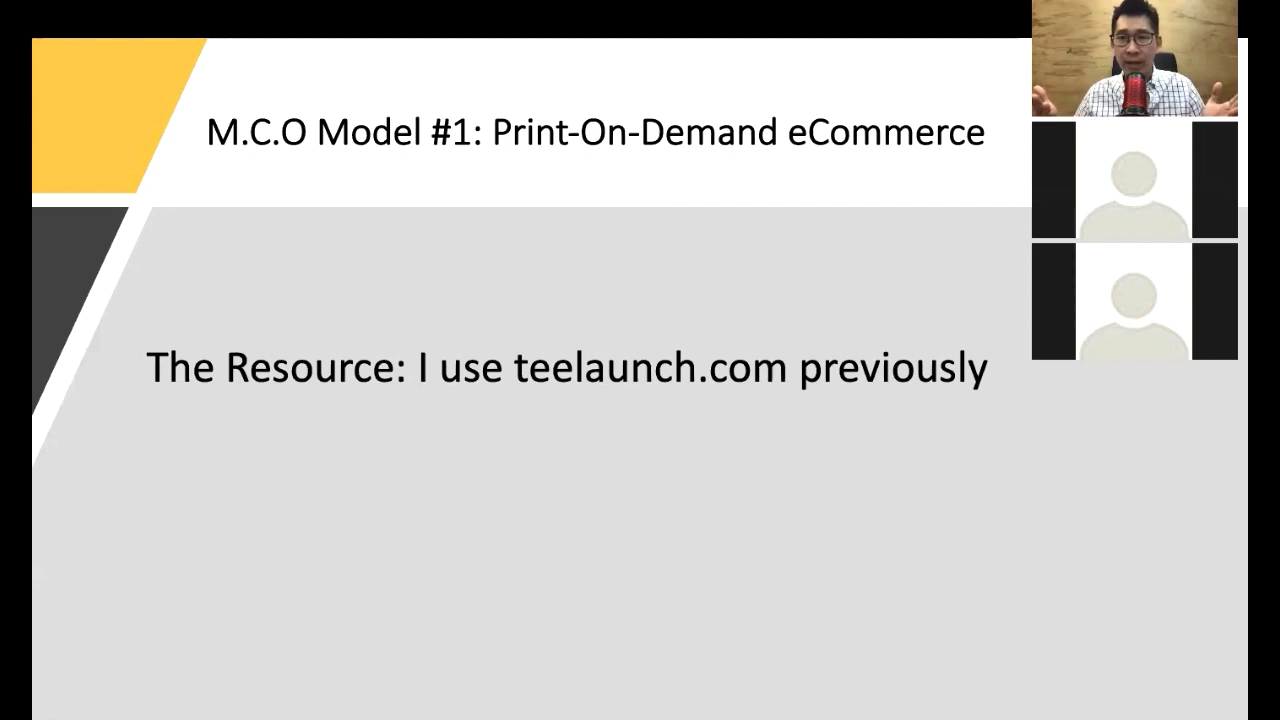 M.C.O Model #1: Print-On-Demand eCommerce
The Resource: I use teelaunch.com previously